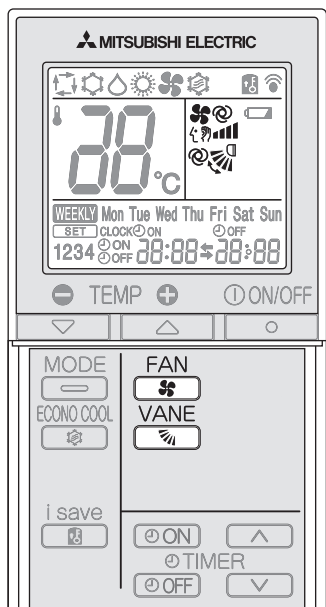 MITSUBISHI ELECTRIC
88°C
WEEKLY Mon Tue Wed Thu Fri Sat Sun
SET CLOCK ON OFF
1234 ON 88:88 88:88
OFF
TEMP ON/OFF
MODE FAN
ECONO COOL VANE
i save
ON
TIMER
OFF